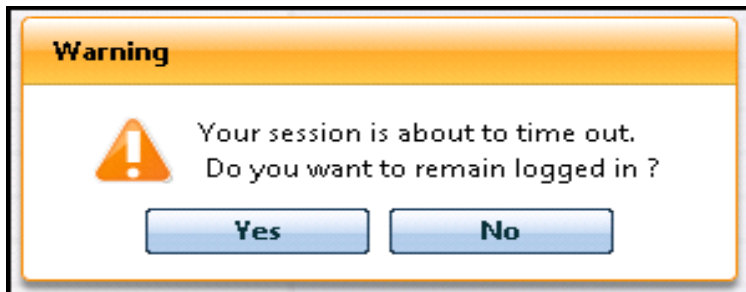 Warning
Your session is about to time out.
Do you want to remain logged in ?
Yes No